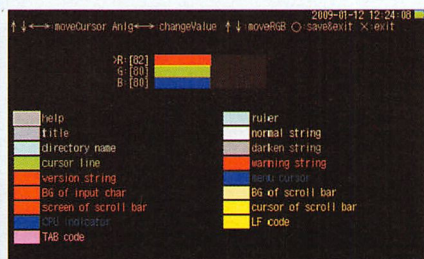 2009-01-12 12:24:08
↑↓←→:moveCursor Anlg←→ changeValue ↑↓:moveRGB ○:save&exit ×:exit
>R:[82]
G:[80]
B:[80]
help
title
directory name
cursor line
version string
BG of input char
screen of scroll bar
CPU indicator
TAB code
ruler
normal string
darken string
warning string
menu cursor
BG of scroll bar
cursor of scroll bar
LF code